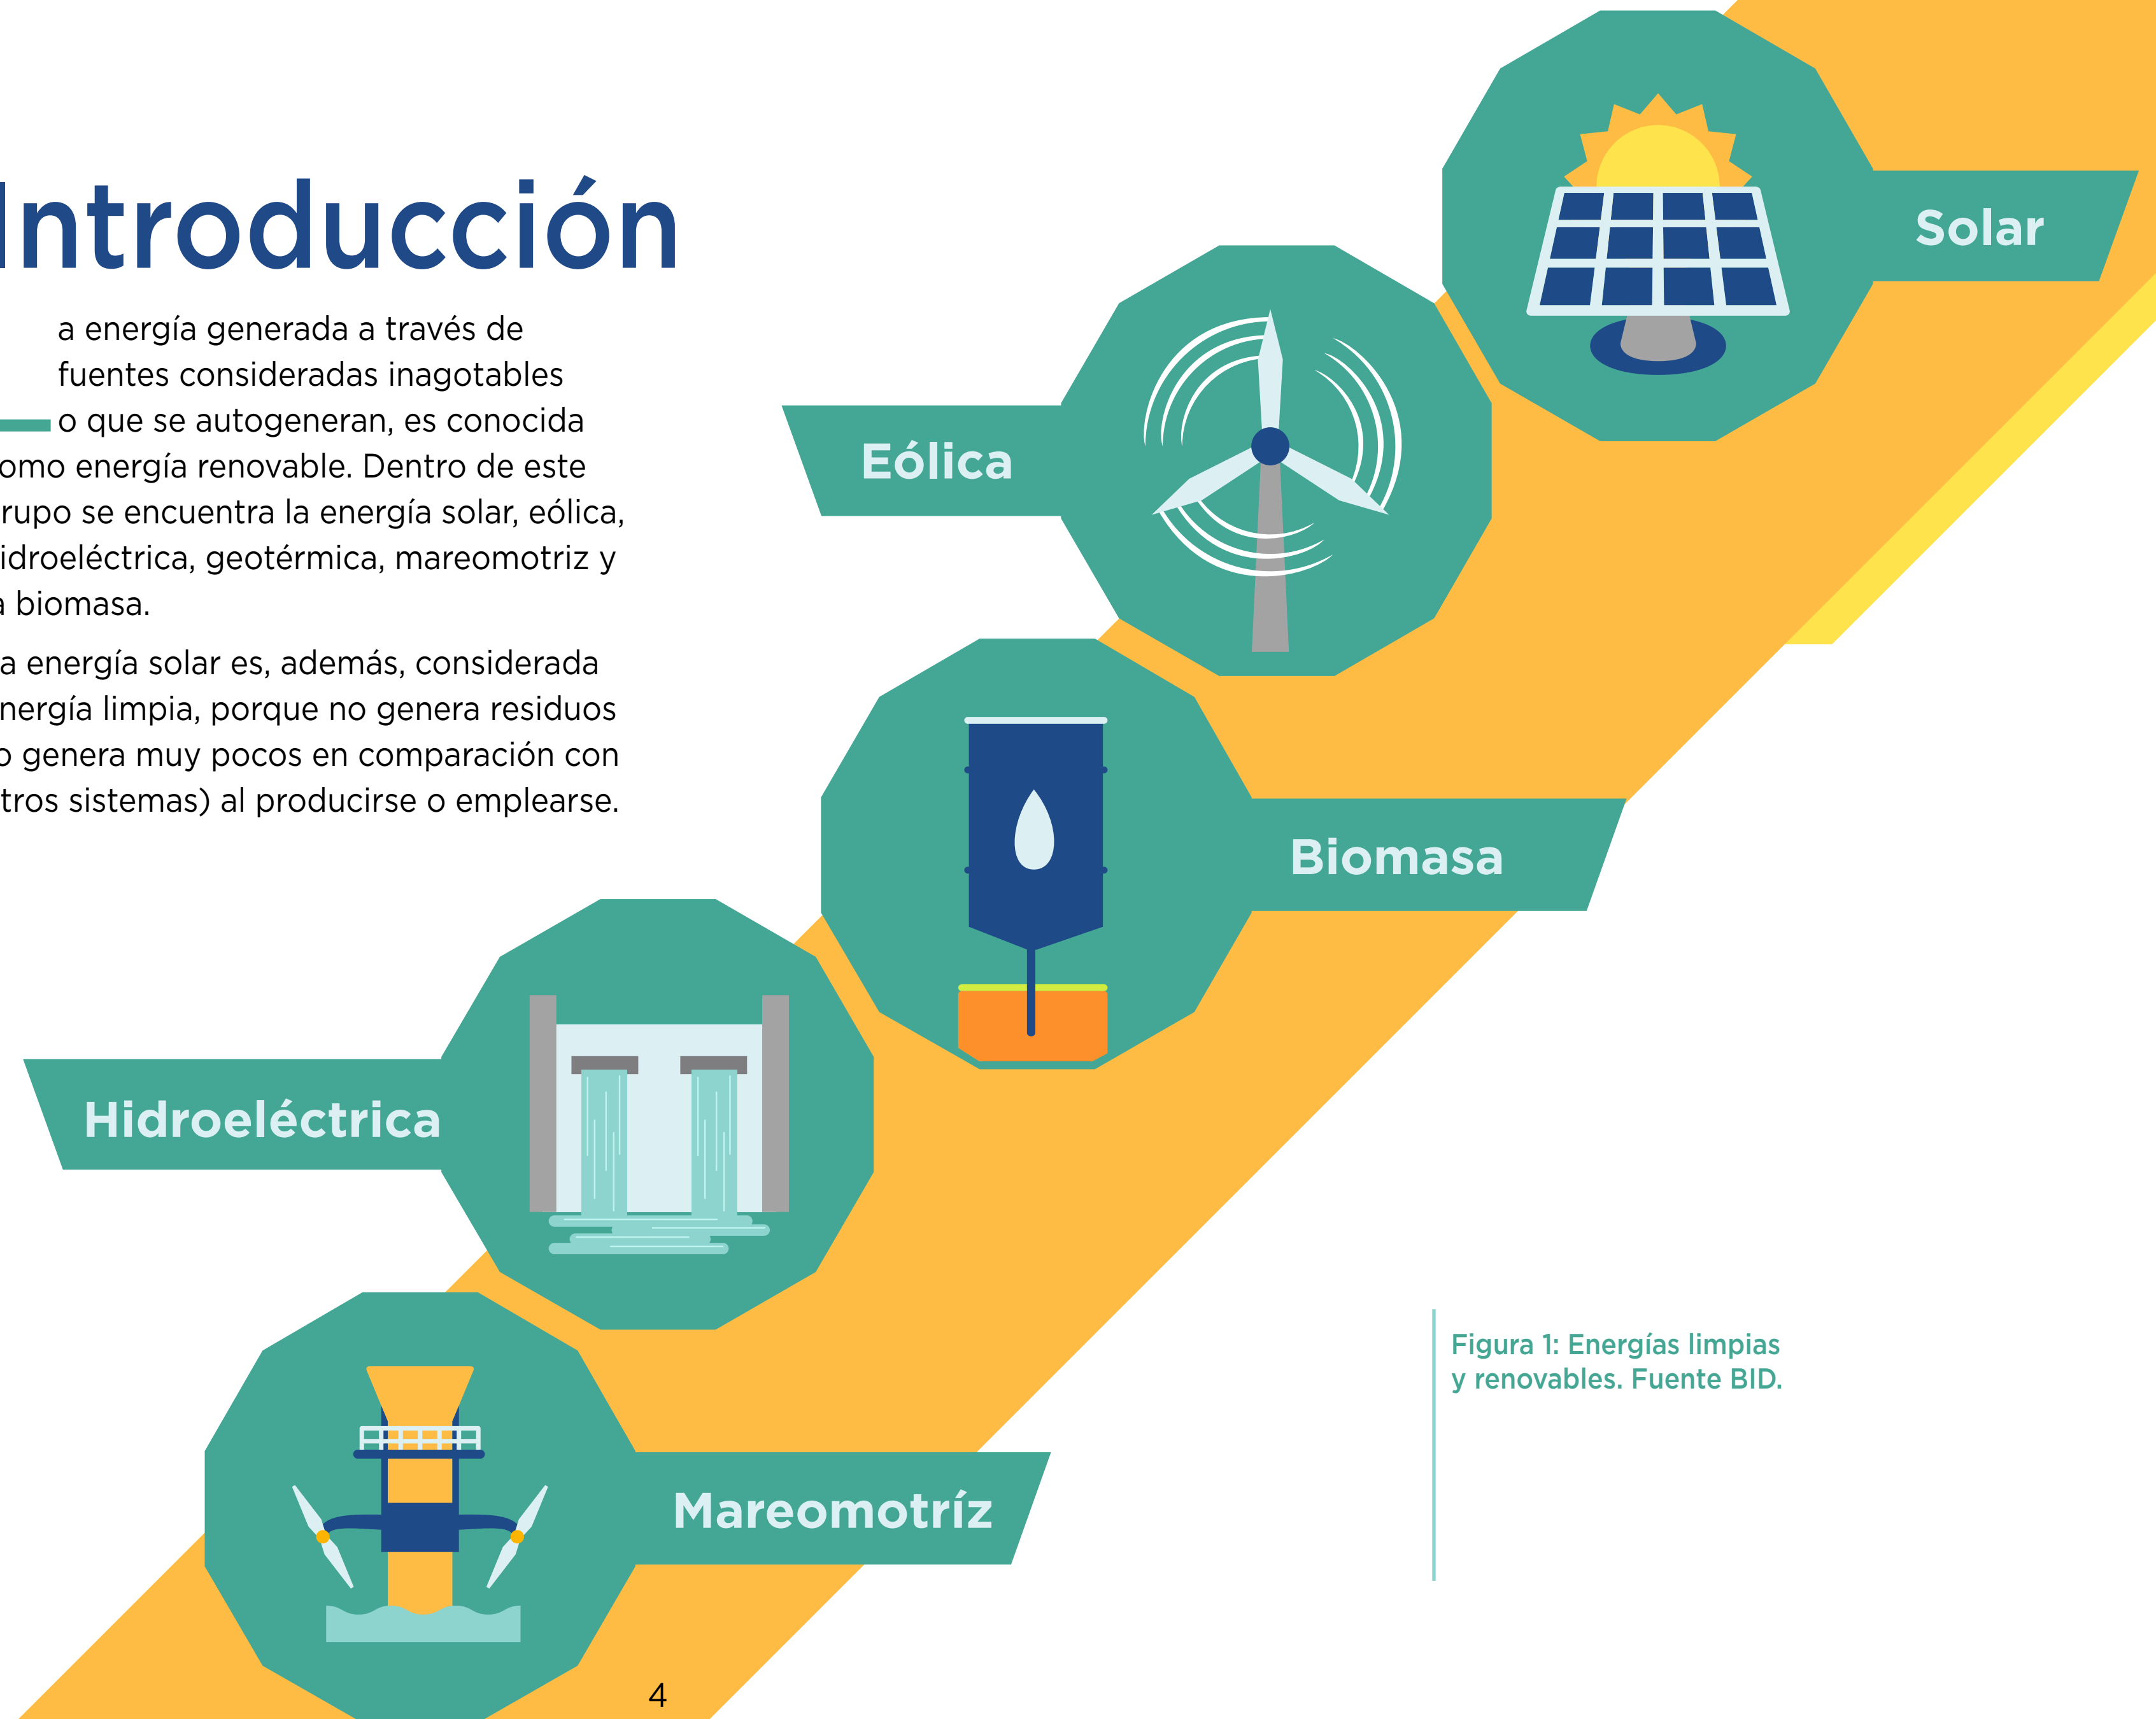 Introducción
a energía generada a través de
fuentes consideradas inagotables
o que se autogeneran, es conocida
omo energía renovable. Dentro de este
rupo se encuentra la energía solar, eólica,
idroeléctrica, geotérmica, mareomotriz y
a biomasa.
a energía solar es, además, considerada
nergía limpia, porque no genera residuos
o genera muy pocos en comparación con
tros sistemas) al producirse o emplearse.
Solar
Eólica
Biomasa
Hidroeléctrica
Mareomotríz
Figura 1: Energías limpias
y renovables. Fuente BID.
4